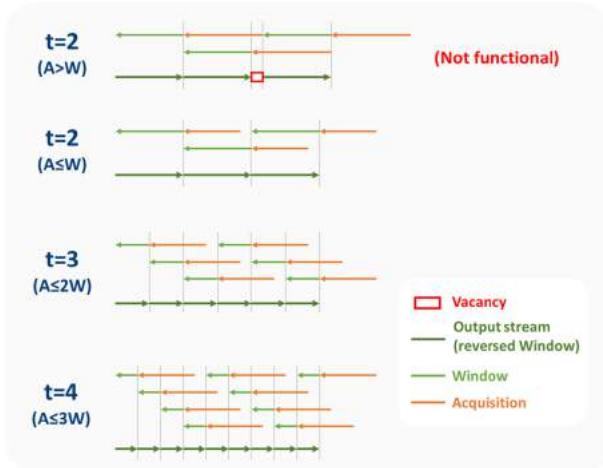 t=2
(A>W)
(Not functional)
t=2
(A≤W)
t=3
(A≤2W)
t=4
(A≤3W)
Vacancy
Output stream
(reversed Window)
Window
Acquisition